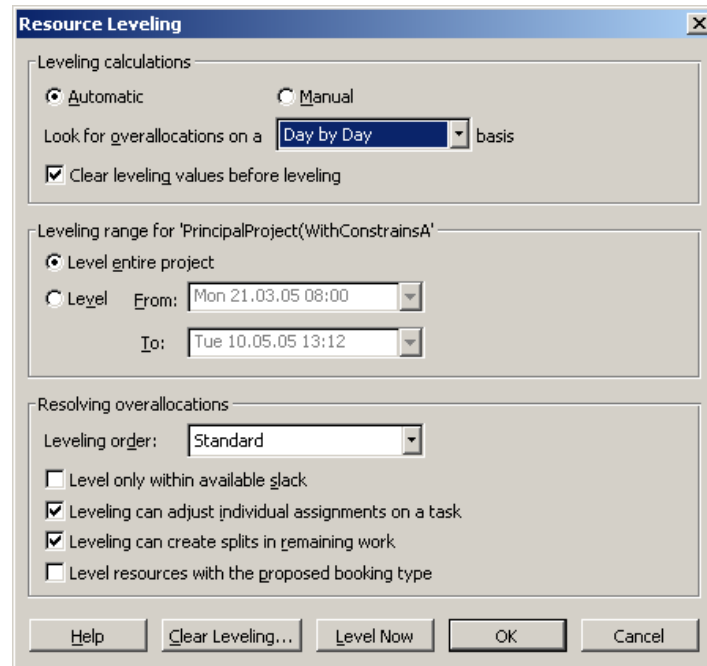 Resource Leveling
Leveling calculations
Automatic Manual
Look for overallocations on a Day by Day basis
Clear leveling values before leveling
Leveling range for 'PrincipalProject(WithConstrainsA'
Level entire project
Level From: Mon 21.03.05 08:00
To: Tue 10.05.05 13:12
Resolving overallocations
Leveling order: Standard
Level only within available slack
Leveling can adjust individual assignments on a task
Leveling can create splits in remaining work
Level resources with the proposed booking type
Help Clear Leveling... Level Now OK Cancel